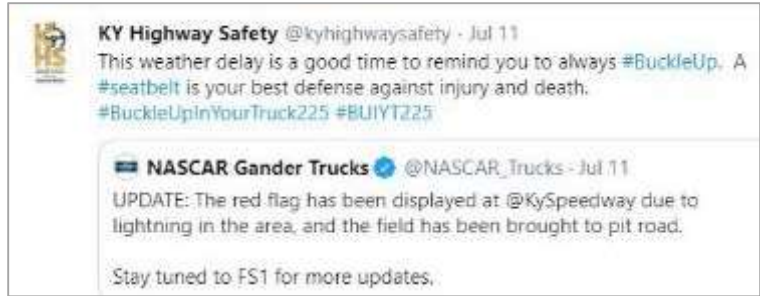 KY Highway Safety @kyhighwaysafety · Jul 11
This weather delay is a good time to remind you to always #BuckleUp. A
#seatbelt is your best defense against injury and death.
#BuckleUpInYourTruck225 #BUIYT225
NASCAR Gander Trucks @NASCAR_Trucks · Jul 11
UPDATE: The red flag has been displayed at @KySpeedway due to
lightning in the area, and the field has been brought to pit road.
Stay tuned to FS1 for more updates.